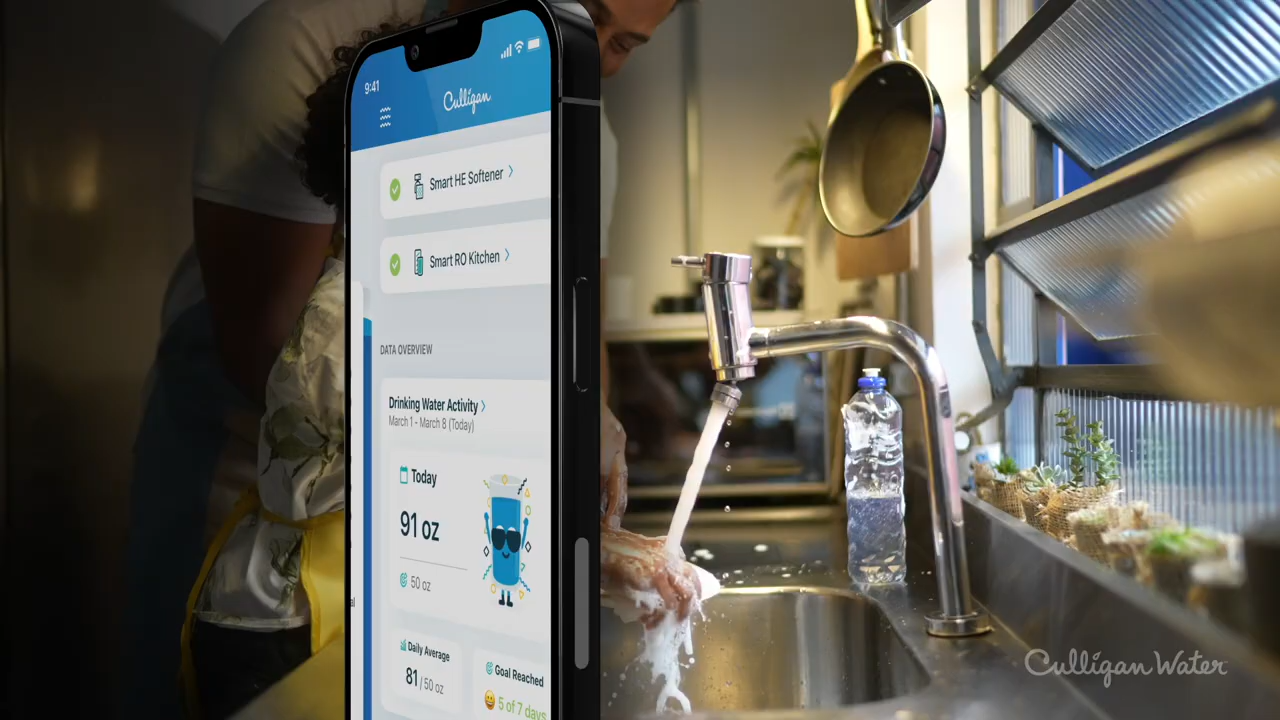 9:41
Culligan
Smart HE Softener
Smart RO Kitchen
DATA OVERVIEW
Drinking Water Activity
March 1 - March 8 (Today)
Today
91 oz
50 oz
Daily Average
81 / 50 oz
Goal Reached
5 of 7 days
Culligan Water